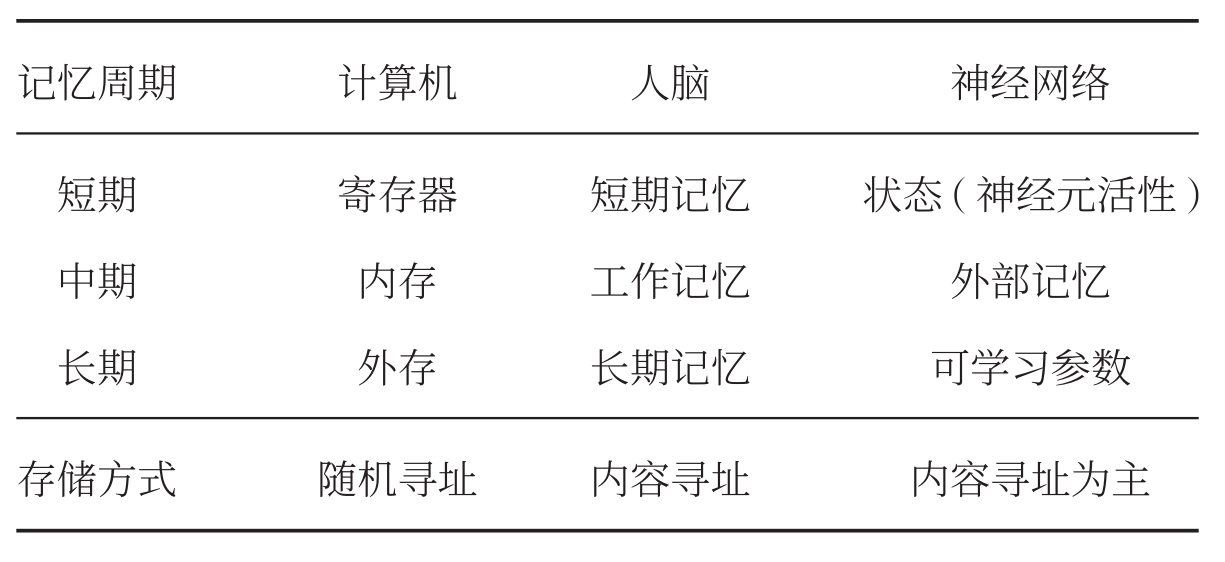 记忆周期 计算机 人脑 神经网络
短期 寄存器 短期记忆 状态(神经元活性)
中期 内存 工作记忆 外部记忆
长期 外存 长期记忆 可学习参数
存储方式 随机寻址 内容寻址 内容寻址为主